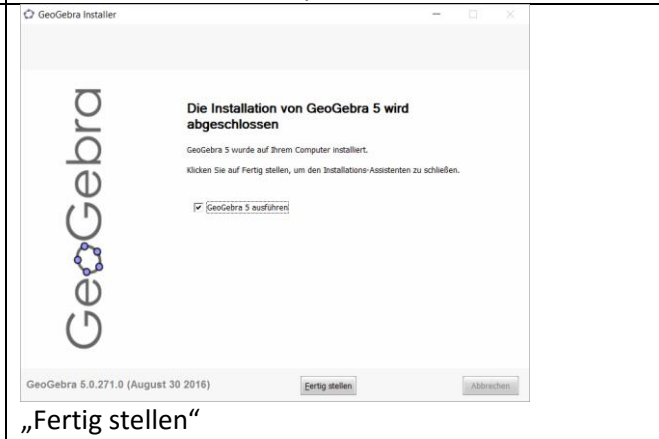 GeoGebra Installer
GeoGebra
Die Installation von GeoGebra 5 wird
abgeschlossen
GeoGebra 5 wurde auf Ihrem Computer installiert.
Klicken Sie auf Fertig stellen, um den Installations-Assistenten zu schließen.
GeoGebra 5 ausführen
GeoGebra 5.0.271.0 (August 30 2016)
Fertig stellen
Abbrechen
„Fertig stellen“